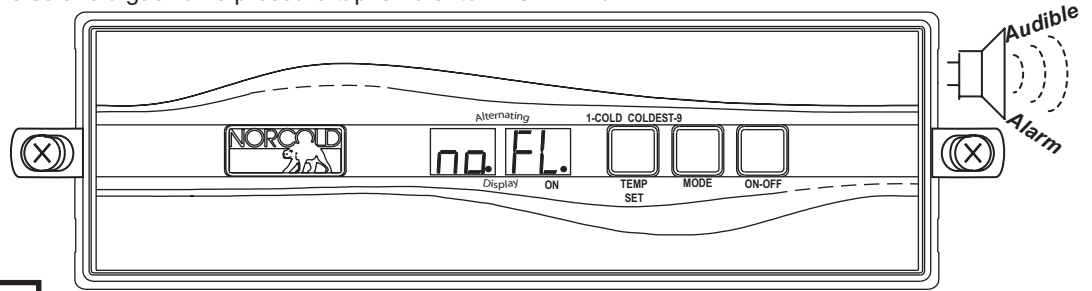 Audible
Alarm
Alternating
1-COLD COLDEST-9
NORCOLD
no. FL.
Display ON
TEMP SET
MODE
ON-OFF